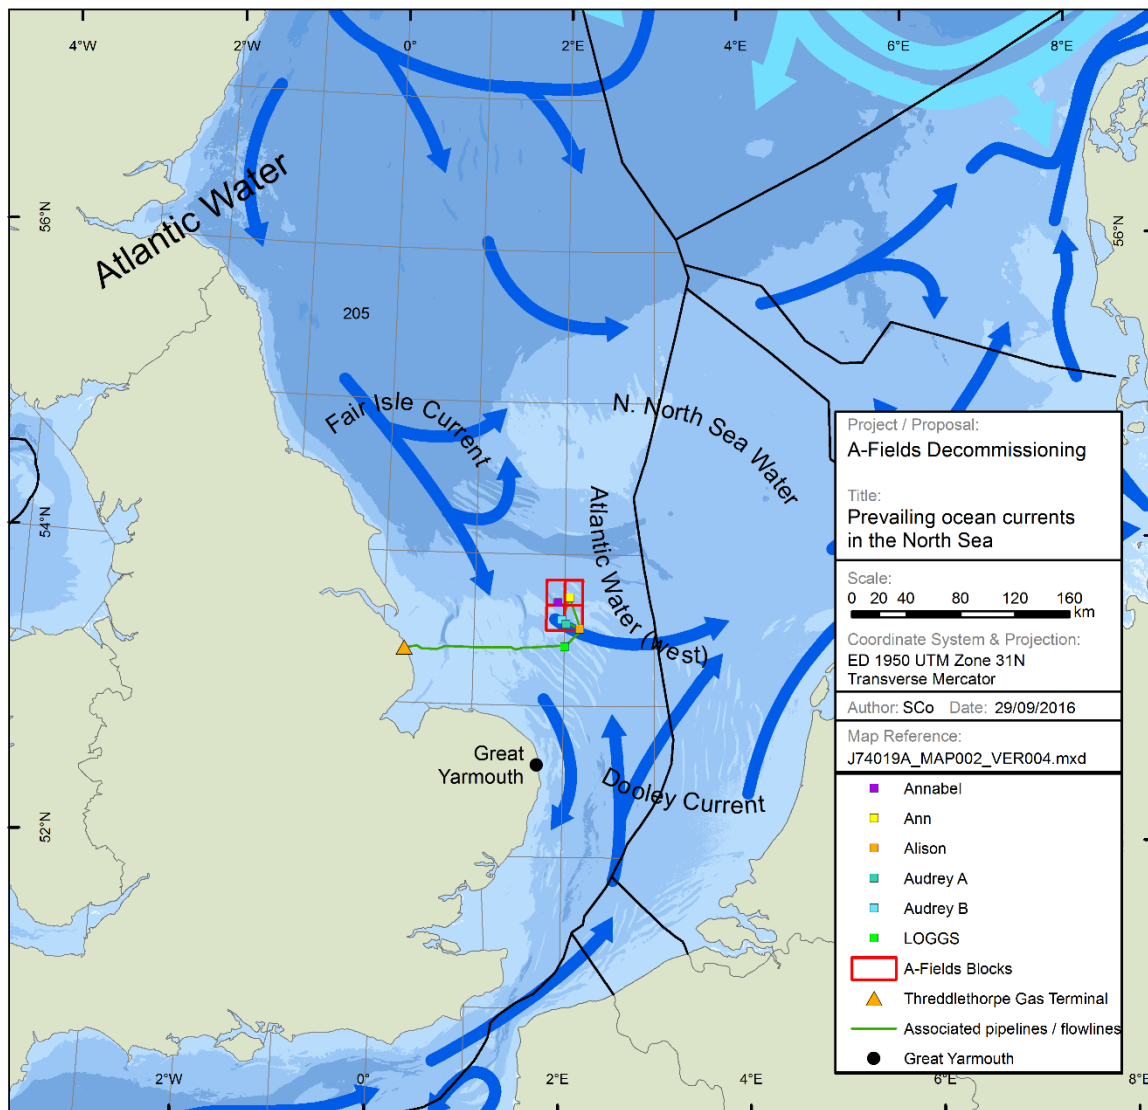 4°W
2°W
0°
2°E
4°E
6°E
8°E
56°N
56°N
Atlantic Water
205
Fair Isle Current
N. North Sea Water
54°N
Atlantic Water (west)
Great
Yarmouth
Dooley Current
52°N
2°W
0°
2°E
4°E
6°E
8°E
Project / Proposal:
A-Fields Decommissioning
Title:
Prevailing ocean currents
in the North Sea
Scale:
0 20 40 80 120 160
km
Coordinate System & Projection:
ED 1950 UTM Zone 31N
Transverse Mercator
Author: SCo Date: 29/09/2016
Map Reference:
J74019A_MAP002_VER004.mxd
Annabel
Ann
Alison
Audrey A
Audrey B
LOGGS
A-Fields Blocks
Threddlethorpe Gas Terminal
Associated pipelines / flowlines
Great Yarmouth